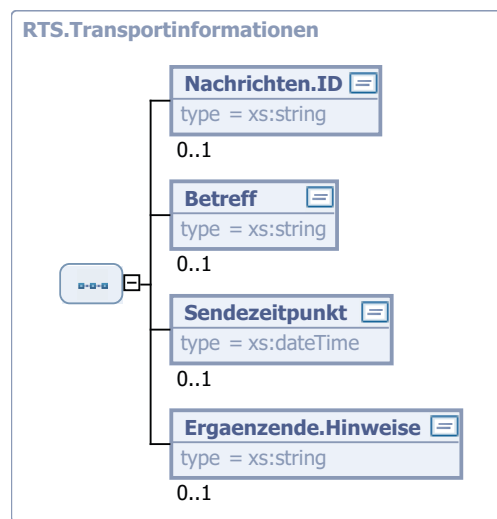 RTS.Transportinformationen
Nachrichten.ID
type = xs:string
0..1
Betreff
type = xs:string
0..1
Sendezeitpunkt
type = xs:dateTime
0..1
Ergaenzende.Hinweise
type = xs:string
0..1